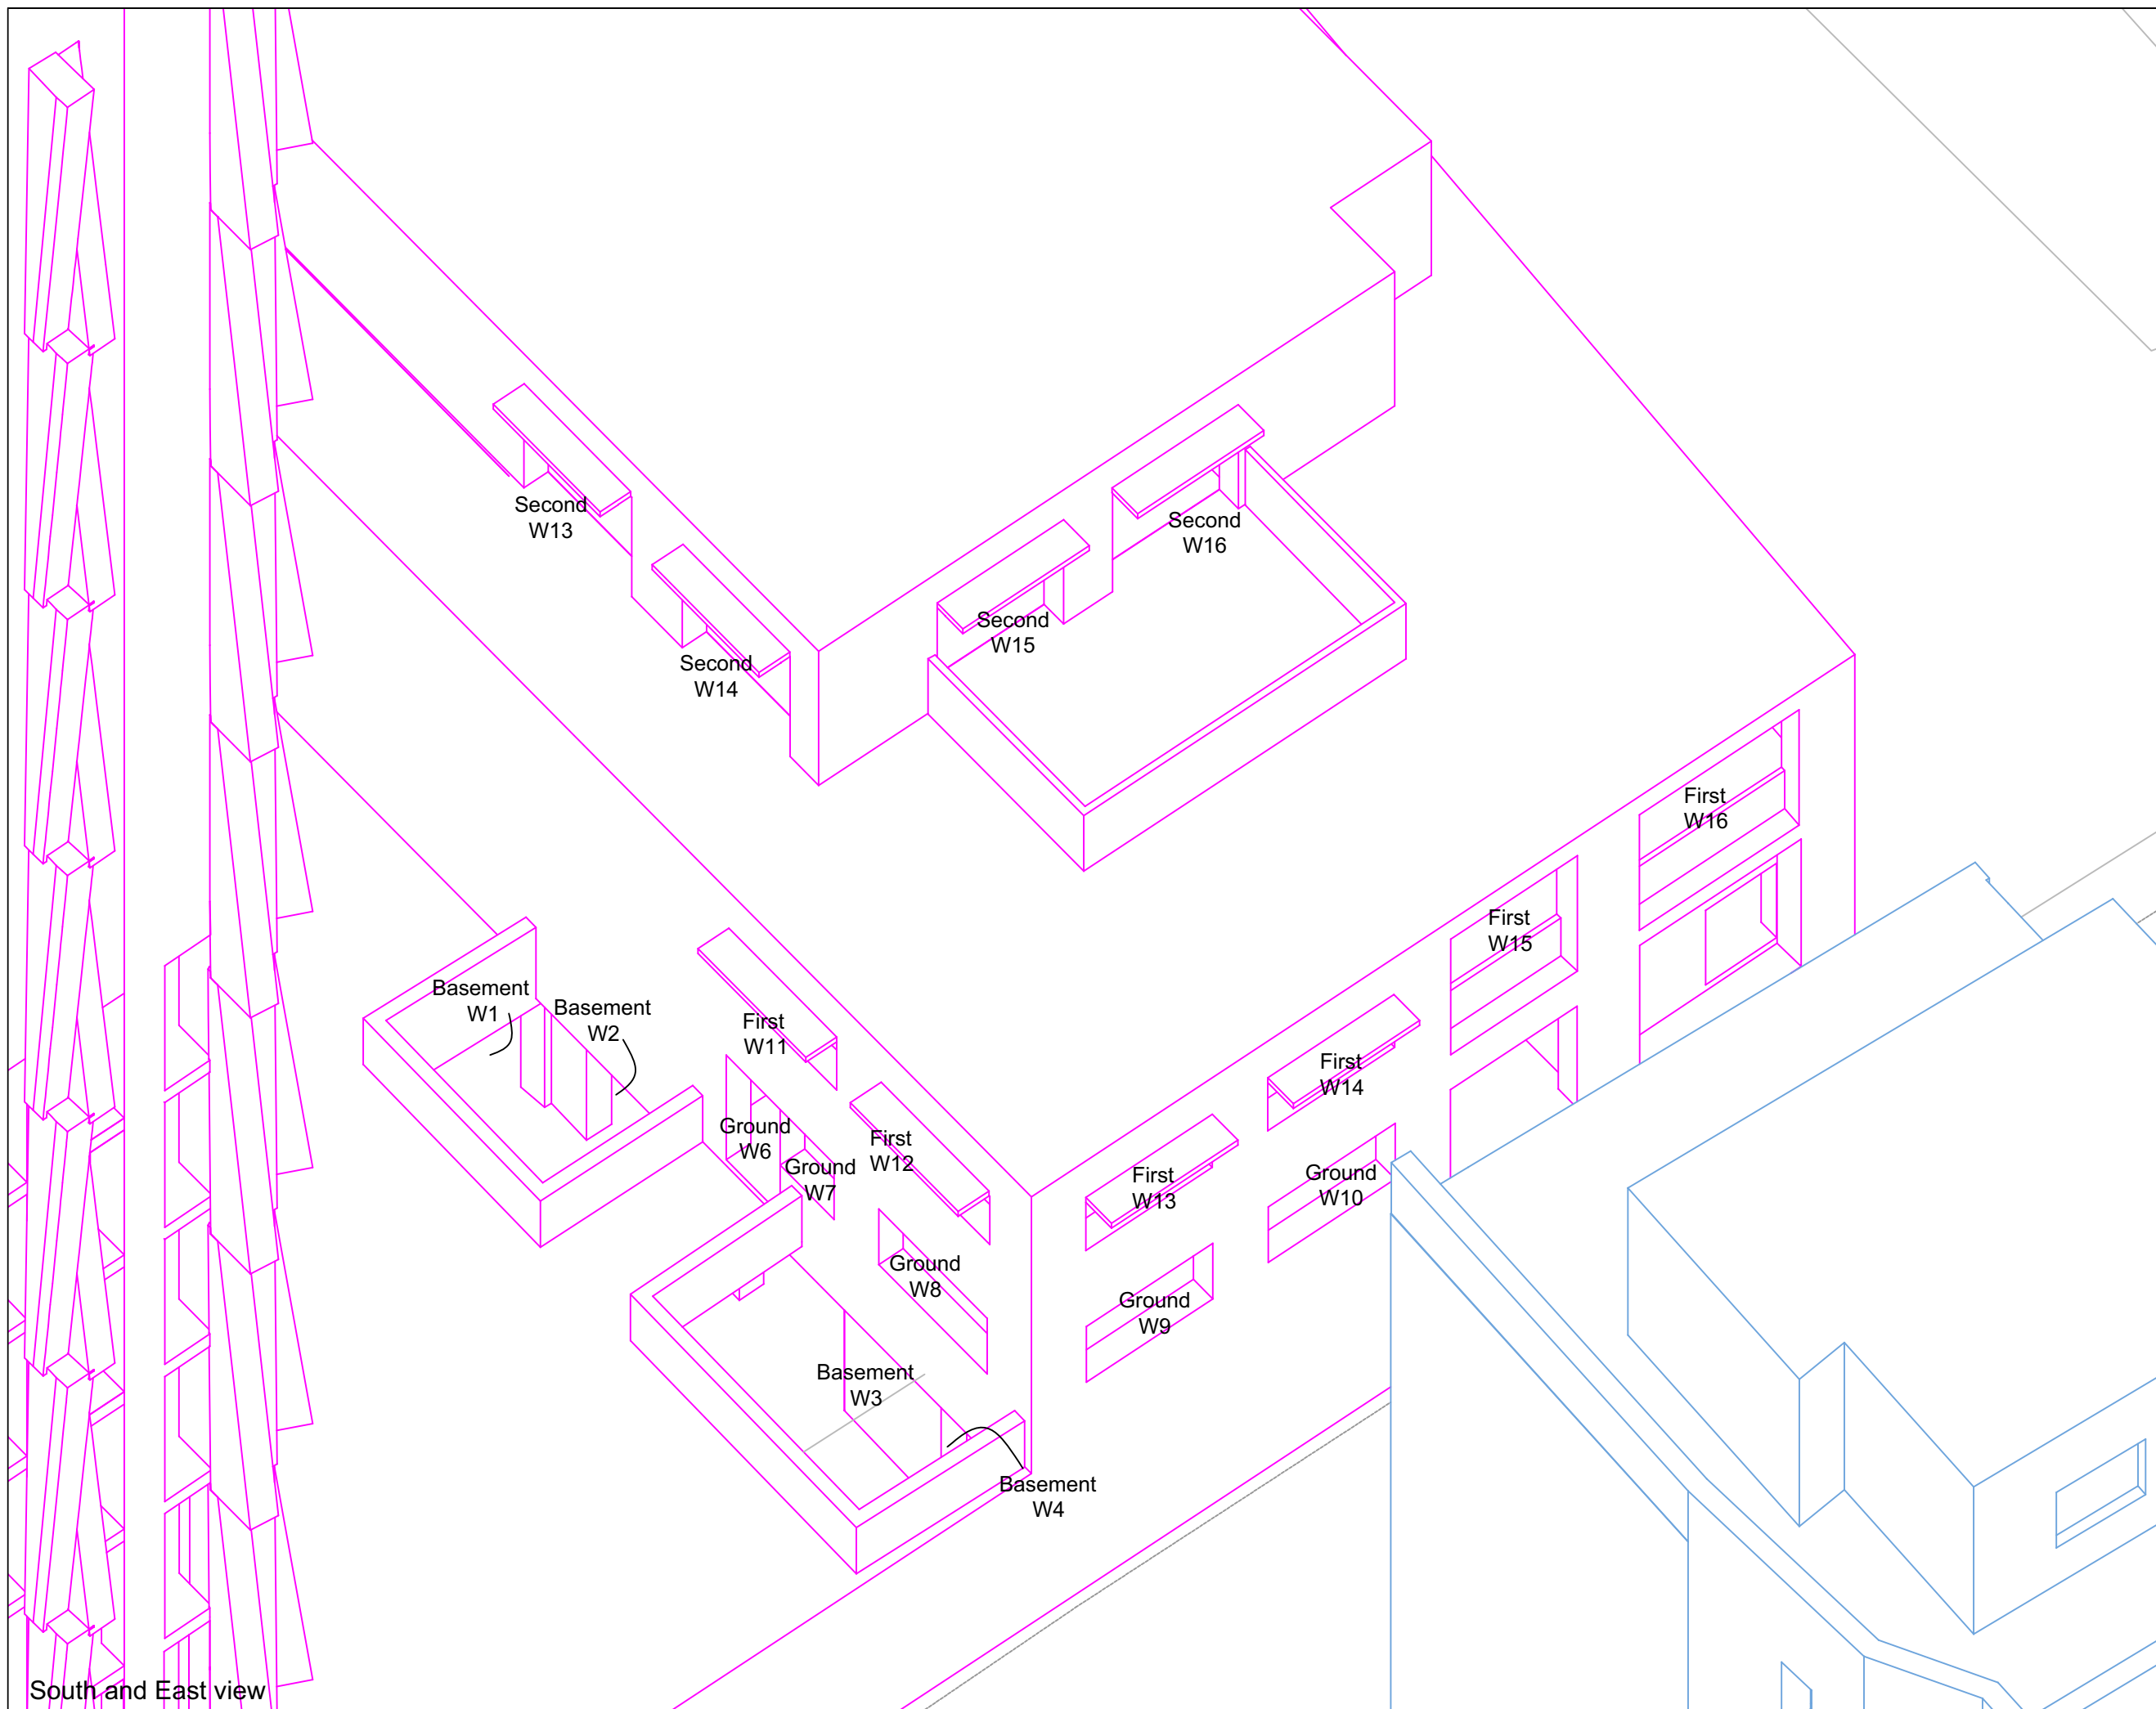 Second
W13
Second
W16
Second
W15
Second
W14
First
W16
First
W15
Basement
W1
Basement
W2
First
W11
First
W14
Ground
W6
First
W12
Ground
W7
First
W13
Ground
W10
Ground
W8
Ground
W9
Basement
W3
Basement
W4
South and East view